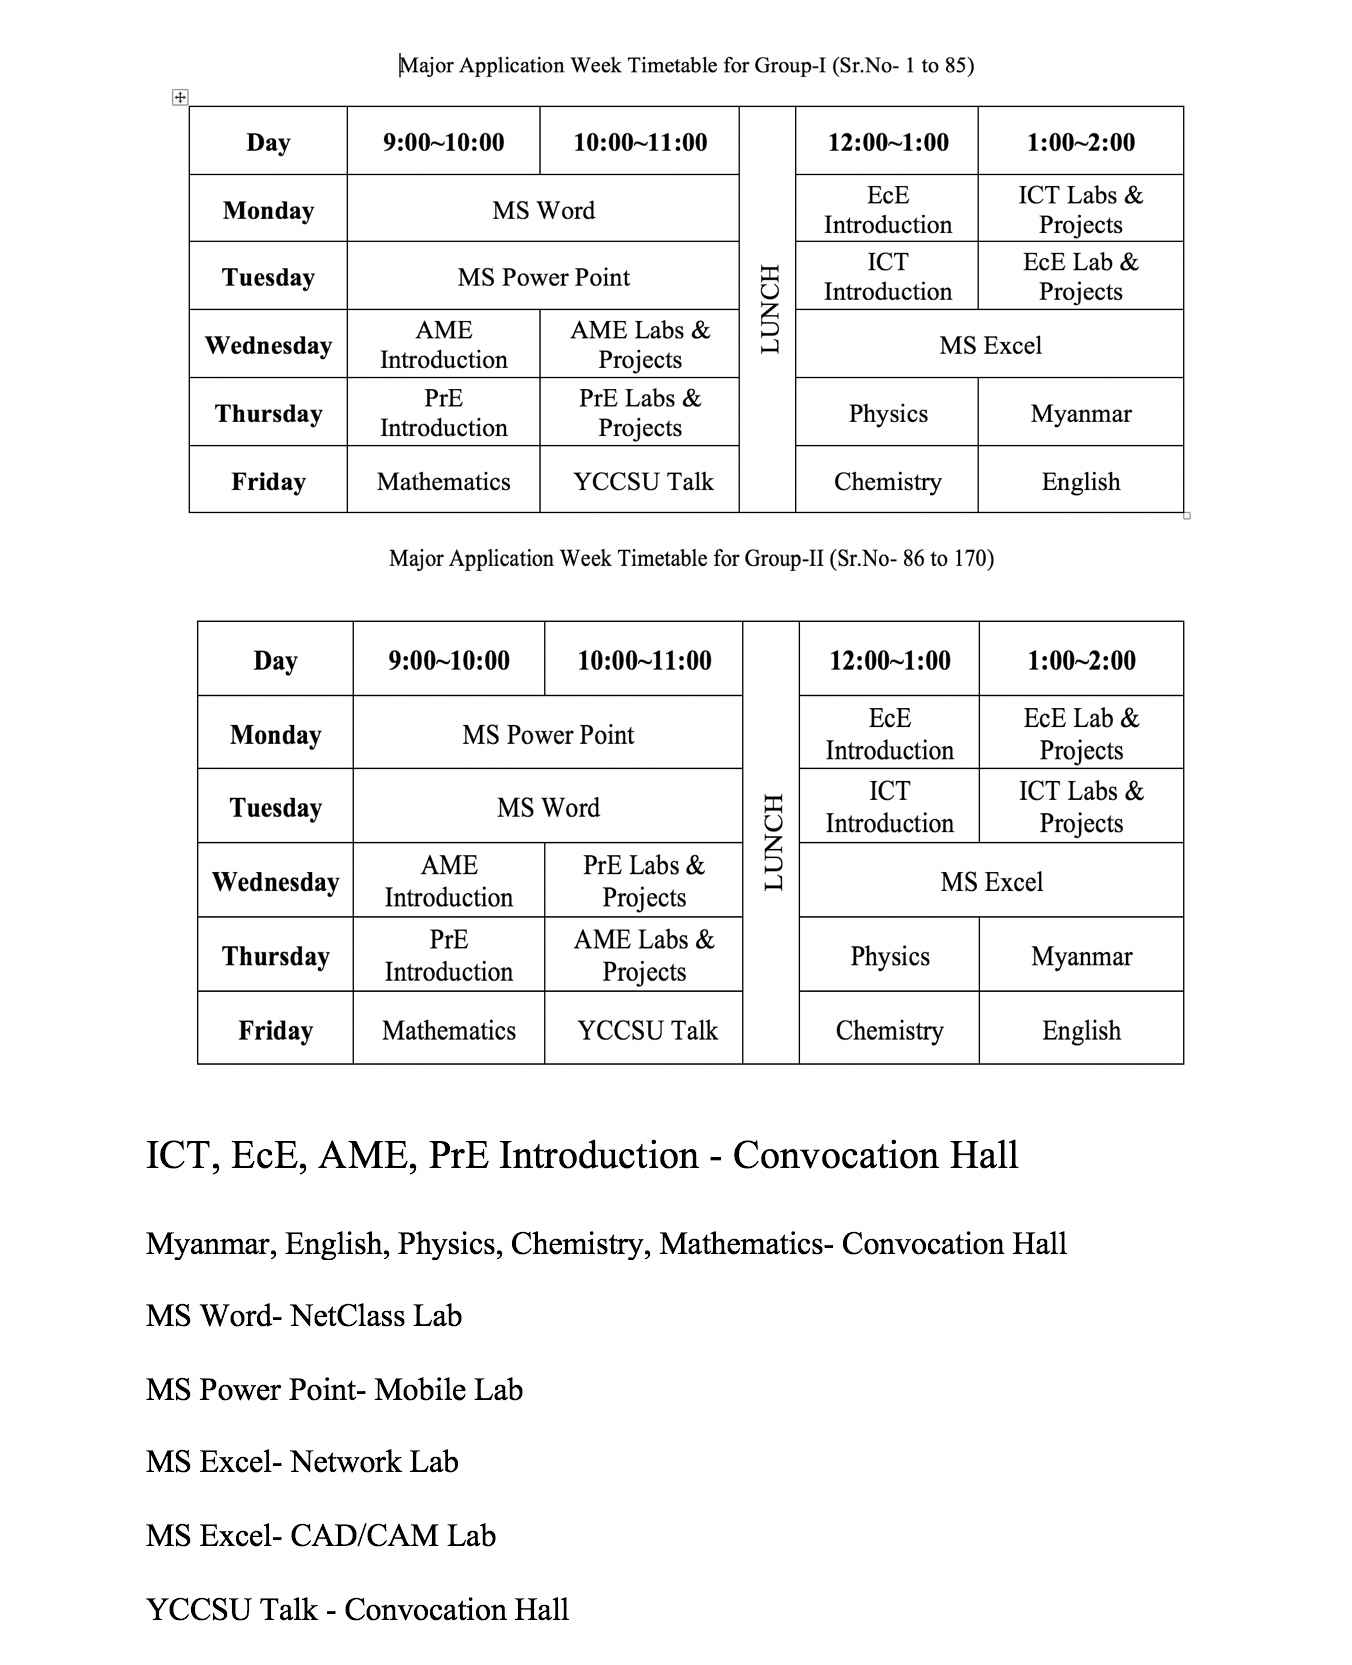 Major Application Week Timetable for Group-I (Sr.No- 1 to 85)
Day 9:00~10:00 10:00~11:00 LUNCH 12:00~1:00 1:00~2:00
Monday MS Word EcE Introduction ICT Labs & Projects
Tuesday MS Power Point ICT Introduction EcE Lab & Projects
Wednesday AME Introduction AME Labs & Projects MS Excel
Thursday PrE Introduction PrE Labs & Projects Physics Myanmar
Friday Mathematics YCCSU Talk Chemistry English
Major Application Week Timetable for Group-II (Sr.No- 86 to 170)
Day 9:00~10:00 10:00~11:00 LUNCH 12:00~1:00 1:00~2:00
Monday MS Power Point EcE Introduction EcE Lab & Projects
Tuesday MS Word ICT Introduction ICT Labs & Projects
Wednesday AME Introduction PrE Labs & Projects MS Excel
Thursday PrE Introduction AME Labs & Projects Physics Myanmar
Friday Mathematics YCCSU Talk Chemistry English
ICT, EcE, AME, PrE Introduction - Convocation Hall
Myanmar, English, Physics, Chemistry, Mathematics- Convocation Hall
MS Word- NetClass Lab
MS Power Point- Mobile Lab
MS Excel- Network Lab
MS Excel- CAD/CAM Lab
YCCSU Talk - Convocation Hall